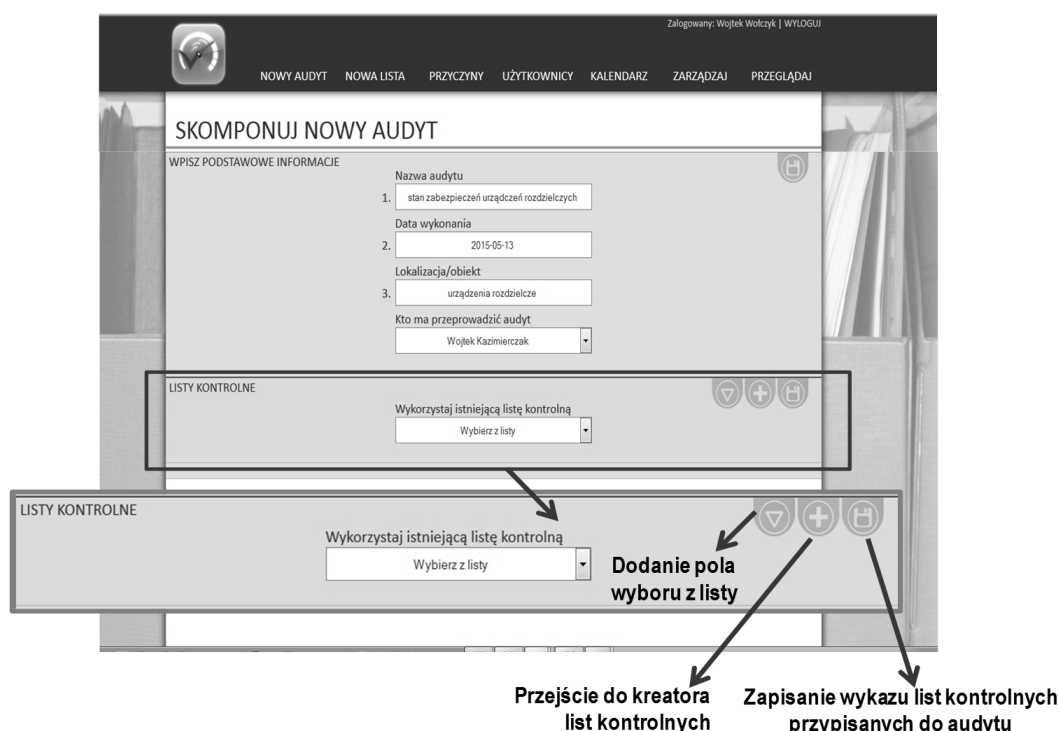 Zalogowany: Wojtek Wołczyk | WYLOGUJ
NOWY AUDYT NOWA LISTA PRZYCZYNY UŻYTKOWNICY KALENDARZ ZARZĄDZAJ PRZEGLĄDAJ
SKOMPONUJ NOWY AUDYT
WPISZ PODSTAWOWE INFORMACJE
Nazwa audytu
1. stan zabezpieczeń urządczeń rozdzielczych
Data wykonania
2. 2015-05-13
Lokalizacja/obiekt
3. urządzenia rozdzielcze
Kto ma przeprowadzić audyt
Wojtek Kazimierczak
LISTY KONTROLNE
Wykorzystaj istniejącą listę kontrolną
Wybierz z listy
LISTY KONTROLNE
Wykorzystaj istniejącą listę kontrolną
Wybierz z listy
Dodanie pola
wyboru z listy
Przejście do kreatora
list kontrolnych
Zapisanie wykazu list kontrolnych
przypisanych do audytu